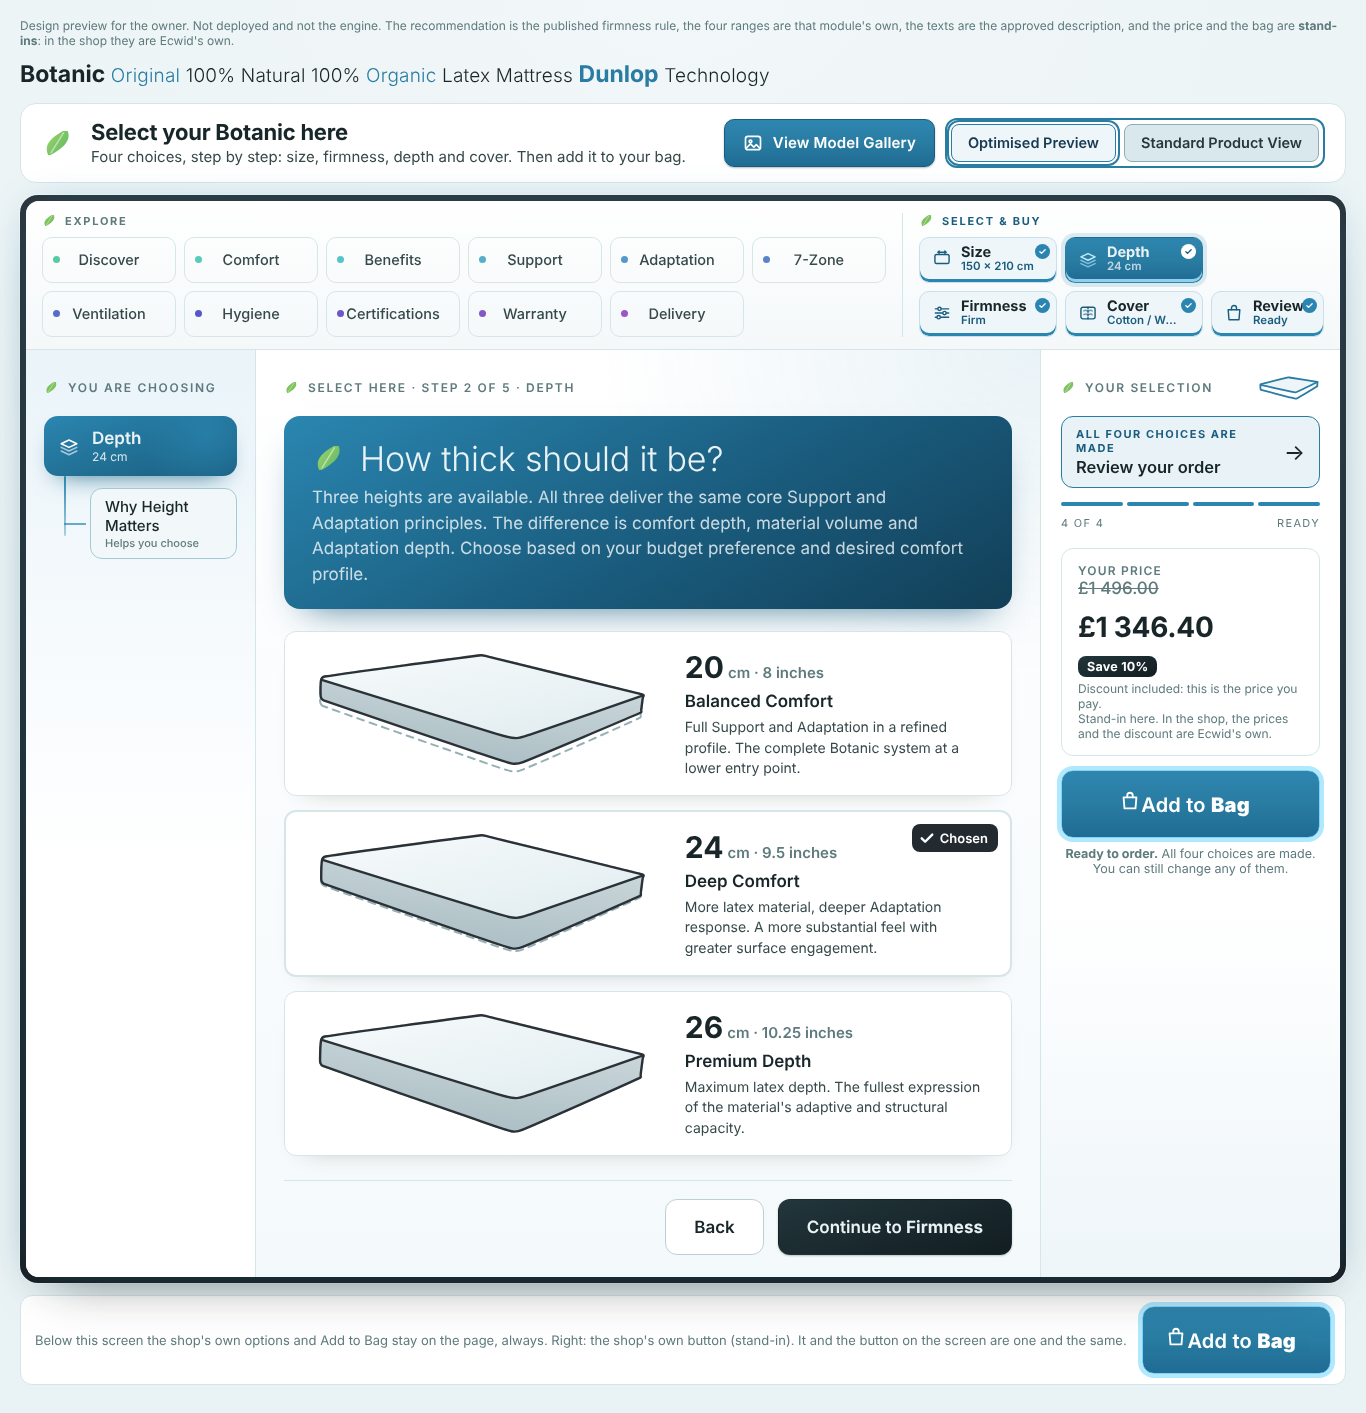 Design preview for the owner. Not deployed and not the engine. The recommendation is the published firmness rule, the four ranges are that module's own, the texts are the approved description, and the price and the bag are stand-
ins: in the shop they are Ecwid's own.
Botanic Original 100% Natural 100% Organic Latex Mattress Dunlop Technology
Select your Botanic here
Four choices, step by step: size, firmness, depth and cover. Then add it to your bag.
View Model Gallery
Optimised Preview
Standard Product View
EXPLORE
Discover
Comfort
Benefits
Support
Adaptation
7-Zone
Ventilation
Hygiene
Certifications
Warranty
Delivery
SELECT & BUY
Size
150 × 210 cm
Depth
24 cm
Firmness
Firm
Cover
Cotton / W...
Review
Ready
YOU ARE CHOOSING
Depth
24 cm
Why Height
Matters
Helps you choose
SELECT HERE · STEP 2 OF 5 · DEPTH
How thick should it be?
Three heights are available. All three deliver the same core Support and
Adaptation principles. The difference is comfort depth, material volume and
Adaptation depth. Choose based on your budget preference and desired comfort
profile.
20 cm · 8 inches
Balanced Comfort
Full Support and Adaptation in a refined
profile. The complete Botanic system at a
lower entry point.
24 cm · 9.5 inches
Chosen
Deep Comfort
More latex material, deeper Adaptation
response. A more substantial feel with
greater surface engagement.
26 cm · 10.25 inches
Premium Depth
Maximum latex depth. The fullest expression
of the material's adaptive and structural
capacity.
Back
Continue to Firmness
YOUR SELECTION
ALL FOUR CHOICES ARE
MADE
Review your order
4 OF 4
READY
YOUR PRICE
£1 496.00
£1 346.40
Save 10%
Discount included: this is the price you
pay.
Stand-in here. In the shop, the prices
and the discount are Ecwid's own.
Add to Bag
Ready to order. All four choices are made.
You can still change any of them.
Below this screen the shop's own options and Add to Bag stay on the page, always. Right: the shop's own button (stand-in). It and the button on the screen are one and the same.
Add to Bag